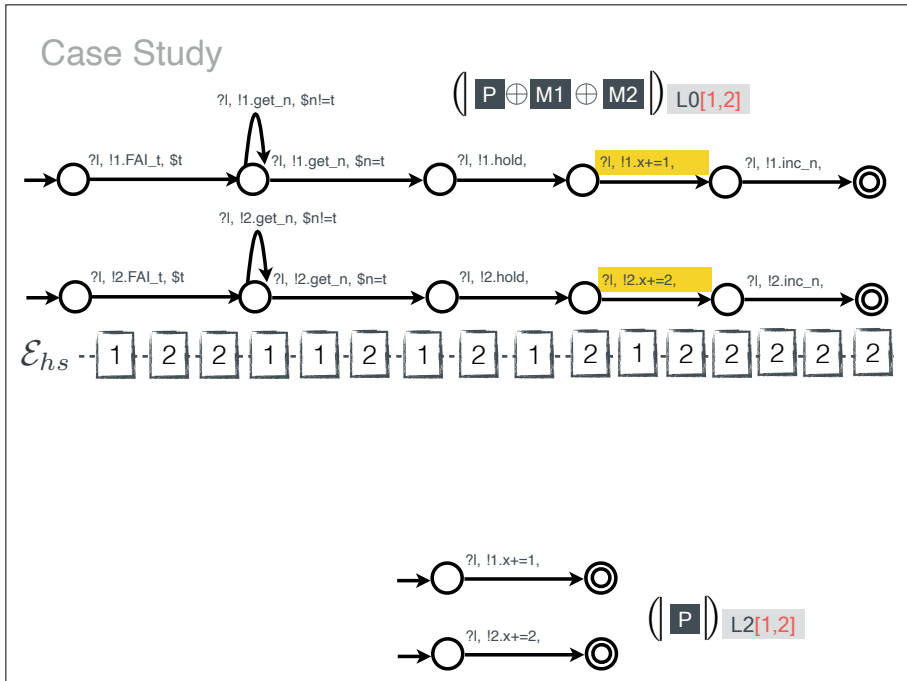 Case Study
(| P ⊕ M1 ⊕ M2 |) L0[1,2]
?l, !1.get_n, $n!=t
?l, !1.FAI_t, $t
?l, !1.get_n, $n=t
?l, !1.hold,
?l, !1.x+=1,
?l, !1.inc_n,
?l, !2.get_n, $n!=t
?l, !2.FAI_t, $t
?l, !2.get_n, $n=t
?l, !2.hold,
?l, !2.x+=2,
?l, !2.inc_n,
ℰhs 1 2 2 1 1 2 1 2 1 2 1 2 2 2 2 2
?l, !1.x+=1,
(| P |) L2[1,2]
?l, !2.x+=2,